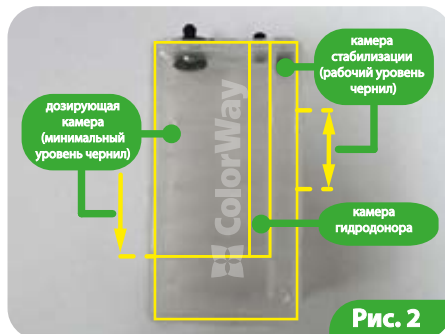 камера
стабилизации
(рабочий уровень
чернил)
дозирующая
камера
(минимальный
уровень чернил)
ColorWay
камера
гидродонора
Рис. 2